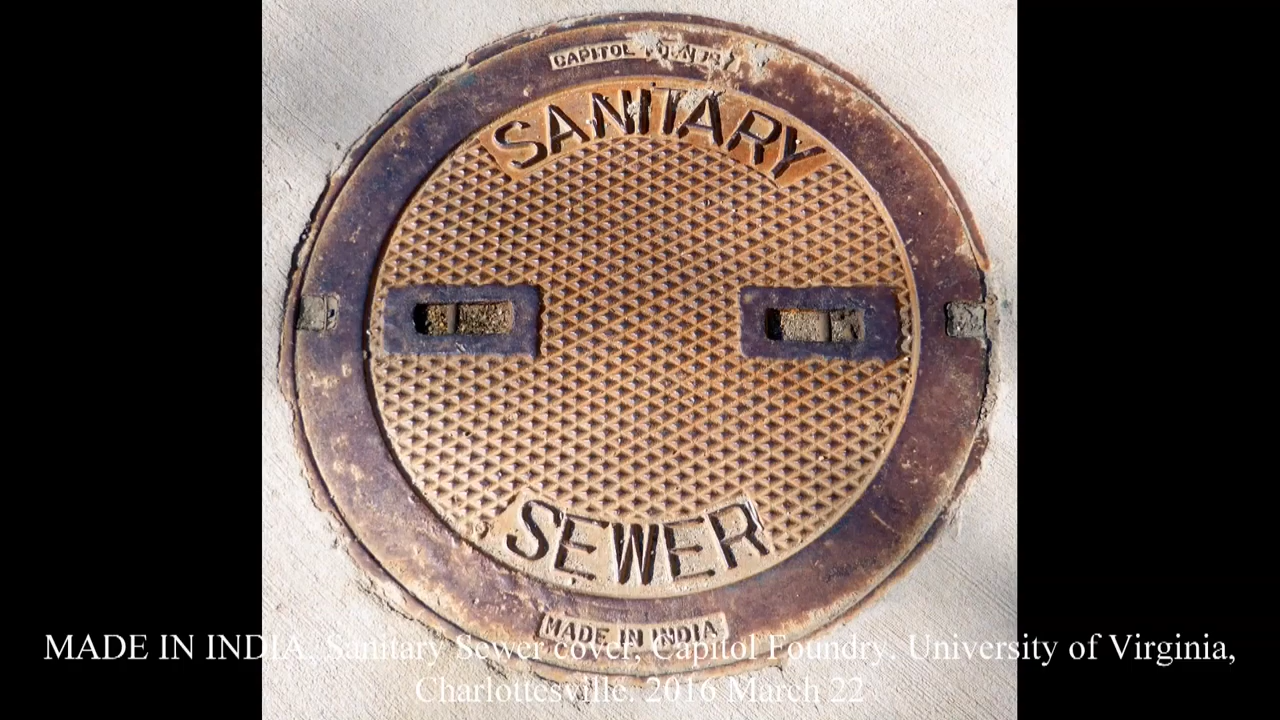 CAPITOL FOUNDRY
SANITARY
SEWER
MADE IN INDIA
MADE IN INDIA. Sanitary Sewer cover, Capitol Foundry. University of Virginia,
Charlottesville. 2016 March 22